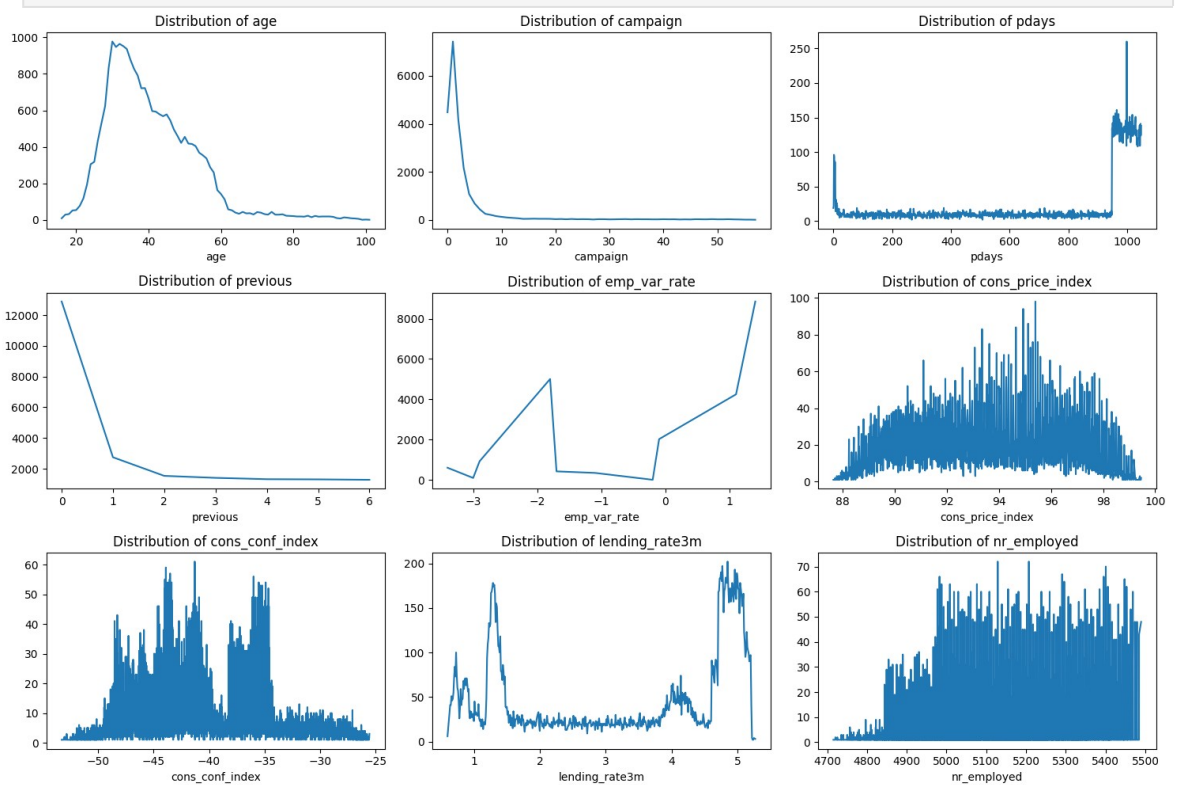 Distribution of age
1000
800
600
400
200
0
20 40 60 80 100
age
Distribution of campaign
6000
4000
2000
0
0 10 20 30 40 50
campaign
Distribution of pdays
250
200
150
100
50
0
0 200 400 600 800 1000
pdays
Distribution of previous
12000
10000
8000
6000
4000
2000
0 1 2 3 4 5 6
previous
Distribution of emp_var_rate
8000
6000
4000
2000
0
−3 −2 −1 0 1
emp_var_rate
Distribution of cons_price_index
100
80
60
40
20
0
88 90 92 94 96 98 100
cons_price_index
Distribution of cons_conf_index
60
50
40
30
20
10
0
−50 −45 −40 −35 −30 −25
cons_conf_index
Distribution of lending_rate3m
200
150
100
50
0
1 2 3 4 5
lending_rate3m
Distribution of nr_employed
70
60
50
40
30
20
10
0
4700 4800 4900 5000 5100 5200 5300 5400 5500
nr_employed